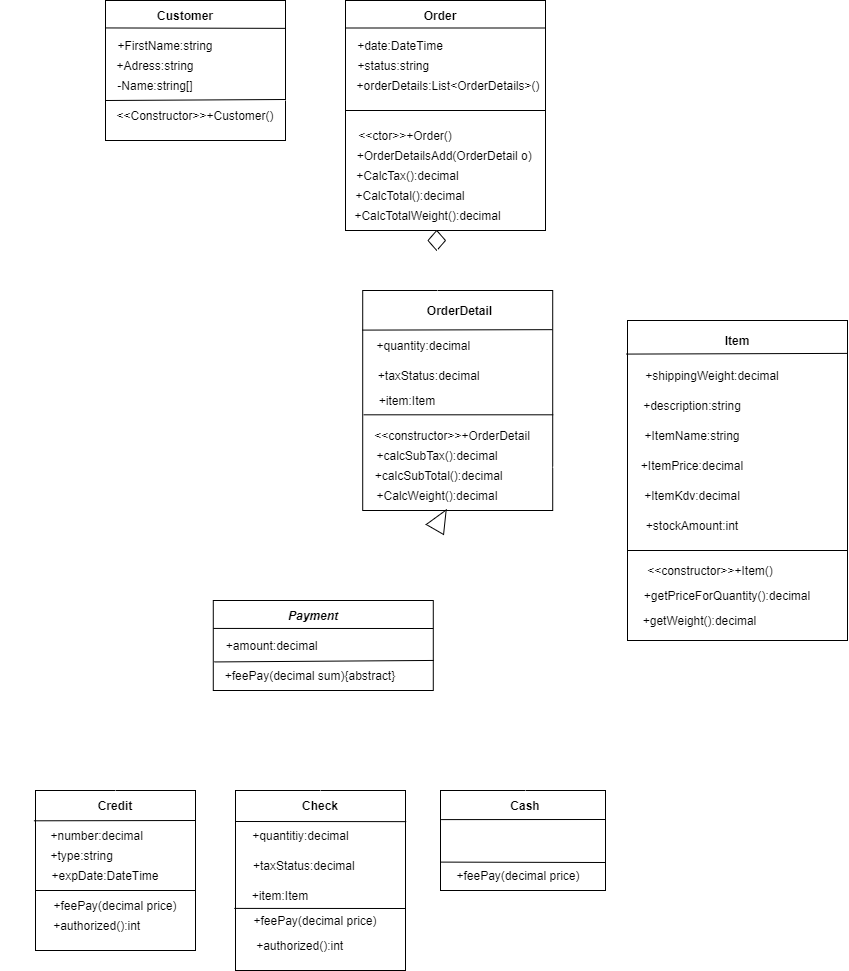 Customer
+FirstName:string
+Adress:string
-Name:string[]
<<Constructor>>+Customer()
Order
+date:DateTime
+status:string
+orderDetails:List<OrderDetails>()
<<ctor>>+Order()
+OrderDetailsAdd(OrderDetail o)
+CalcTax():decimal
+CalcTotal():decimal
+CalcTotalWeight():decimal
OrderDetail
+quantity:decimal
+taxStatus:decimal
+item:Item
<<constructor>>+OrderDetail
+calcSubTax():decimal
+calcSubTotal():decimal
+CalcWeight():decimal
Item
+shippingWeight:decimal
+description:string
+ItemName:string
+ItemPrice:decimal
+ItemKdv:decimal
+stockAmount:int
<<constructor>>+Item()
+getPriceForQuantity():decimal
+getWeight():decimal
Payment
+amount:decimal
+feePay(decimal sum){abstract}
Credit
+number:decimal
+type:string
+expDate:DateTime
+feePay(decimal price)
+authorized():int
Check
+quantitiy:decimal
+taxStatus:decimal
+item:Item
+feePay(decimal price)
+authorized():int
Cash
+feePay(decimal price)